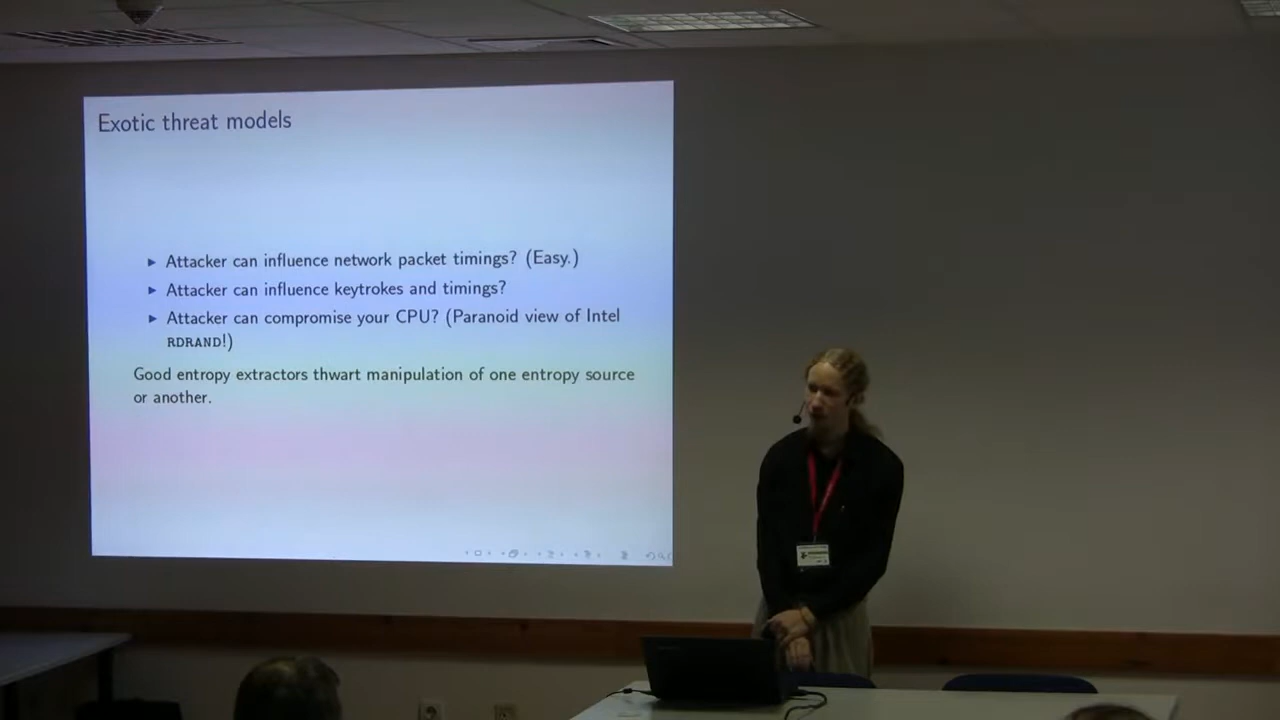 Exotic threat models
▸ Attacker can influence network packet timings? (Easy.)
▸ Attacker can influence keytrokes and timings?
▸ Attacker can compromise your CPU? (Paranoid view of Intel
RDRAND!)
Good entropy extractors thwart manipulation of one entropy source
or another.